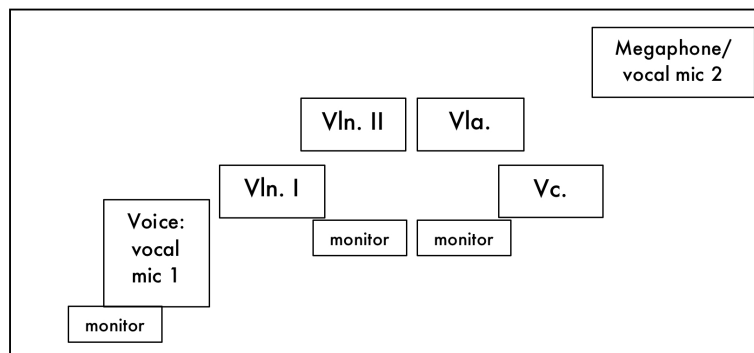 Megaphone/
vocal mic 2
Vln. II
Vla.
Vln. I
Vc.
Voice:
vocal
mic 1
monitor
monitor
monitor